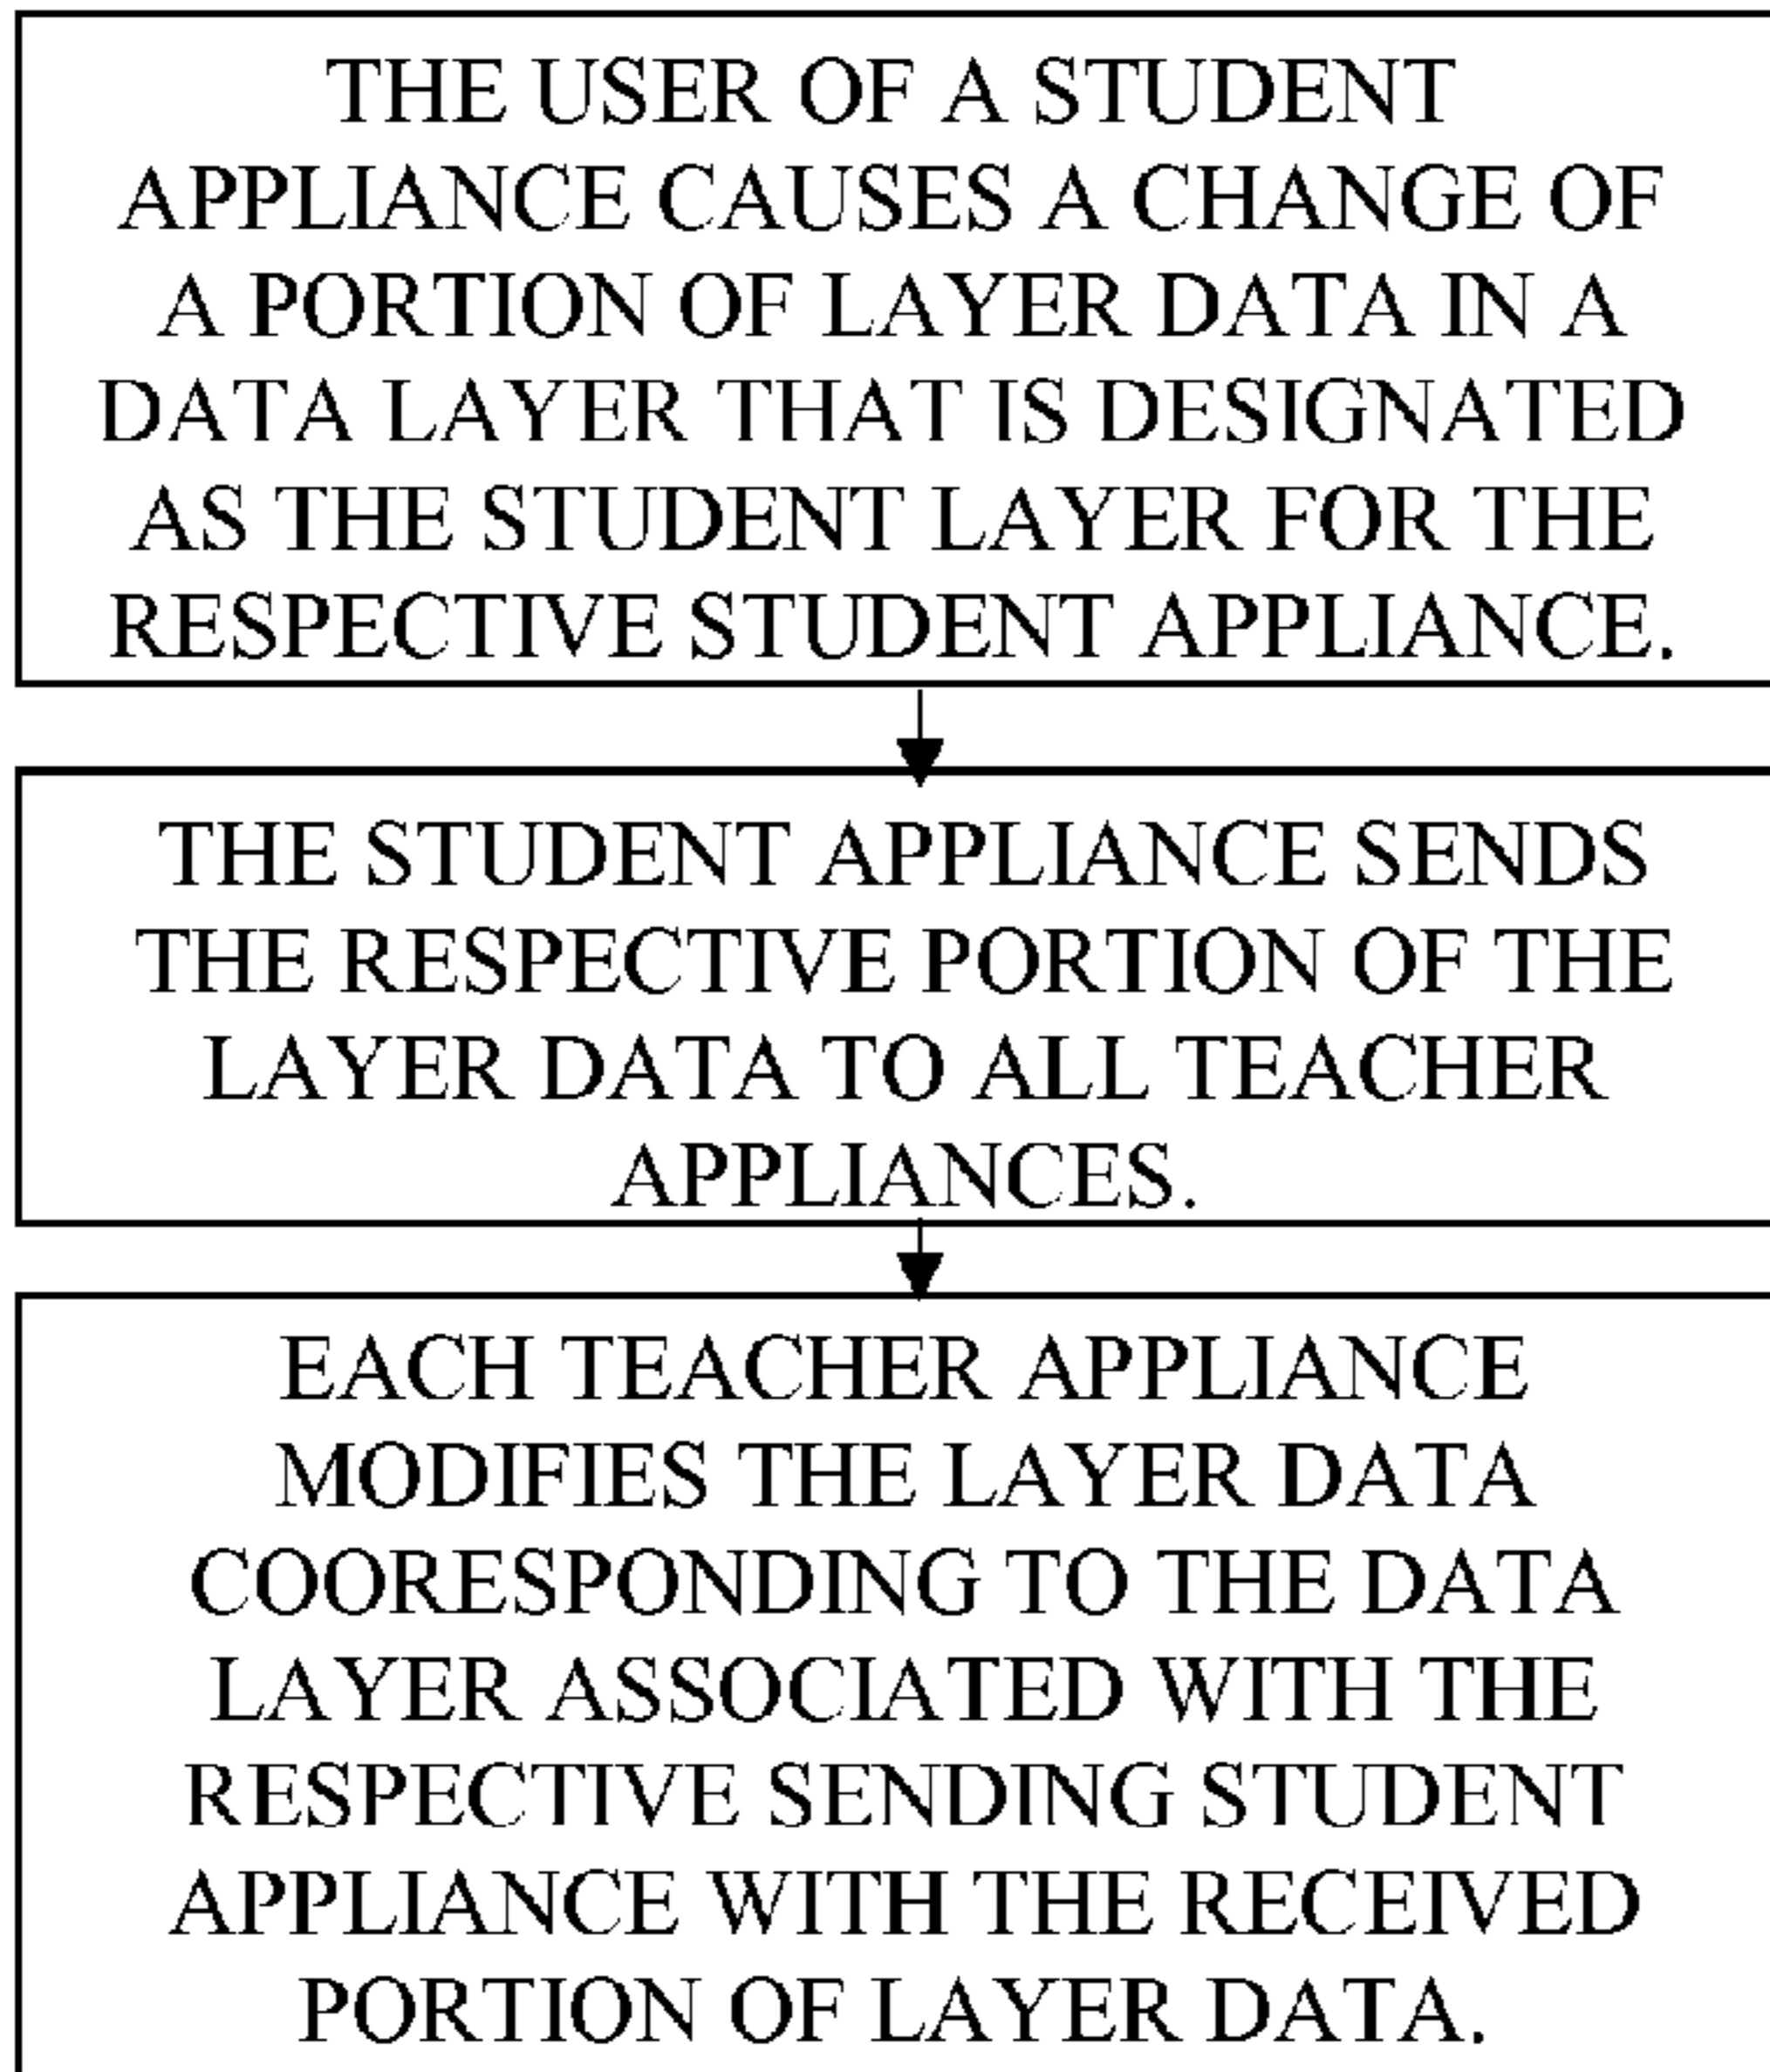 THE USER OF A STUDENT
APPLIANCE CAUSES A CHANGE OF
A PORTION OF LAYER DATA IN A
DATA LAYER THAT IS DESIGNATED
AS THE STUDENT LAYER FOR THE
RESPECTIVE STUDENT APPLIANCE.
THE STUDENT APPLIANCE SENDS
THE RESPECTIVE PORTION OF THE
LAYER DATA TO ALL TEACHER
APPLIANCES.
EACH TEACHER APPLIANCE
MODIFIES THE LAYER DATA
COORESPONDING TO THE DATA
LAYER ASSOCIATED WITH THE
RESPECTIVE SENDING STUDENT
APPLIANCE WITH THE RECEIVED
PORTION OF LAYER DATA.